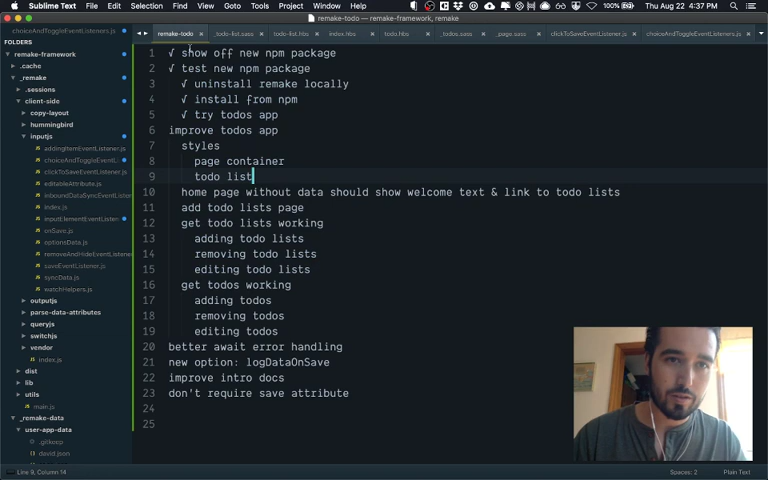 Sublime Text File Edit Selection Find View Goto Tools Project Window Help 100% Thu Aug 22 4:37 PM
remake-todo — remake-framework, remake
choiceAndToggleEventListeners.js
remake-todo _todo-list.sass todo-list.hbs index.hbs todo.hbs _todos.sass _page.sass clickToSaveEventListener.js choiceAndToggleEventListeners.js
FOLDERS
remake-framework
.cache
_remake
.sessions
client-side
copy-layout
hummingbird
inputjs
addingItemEventListener.js
choiceAndToggleEventL
clickToSaveEventListener.js
editableAttribute.js
inboundDataSyncEventListen
index.js
inputElementEventListener
onSave.js
optionsData.js
removeAndHideEventListene
saveEventListener.js
syncData.js
watchHelpers.js
outputjs
parse-data-attributes
queryjs
switchjs
vendor
index.js
dist
lib
utils
main.js
_remake-data
user-app-data
.gitkeep
david.json
1 √ show off new npm package
2 √ test new npm package
3 √ uninstall remake locally
4 √ install from npm
5 √ try todos app
6 improve todos app
7 styles
8 page container
9 todo list
10 home page without data should show welcome text & link to todo lists
11 add todo lists page
12 get todo lists working
13 adding todo lists
14 removing todo lists
15 editing todo lists
16 get todos working
17 adding todos
18 removing todos
19 editing todos
20 better await error handling
21 new option: logDataOnSave
22 improve intro docs
23 don't require save attribute
24
25
Line 9, Column 14 Spaces: 2 Plain Text